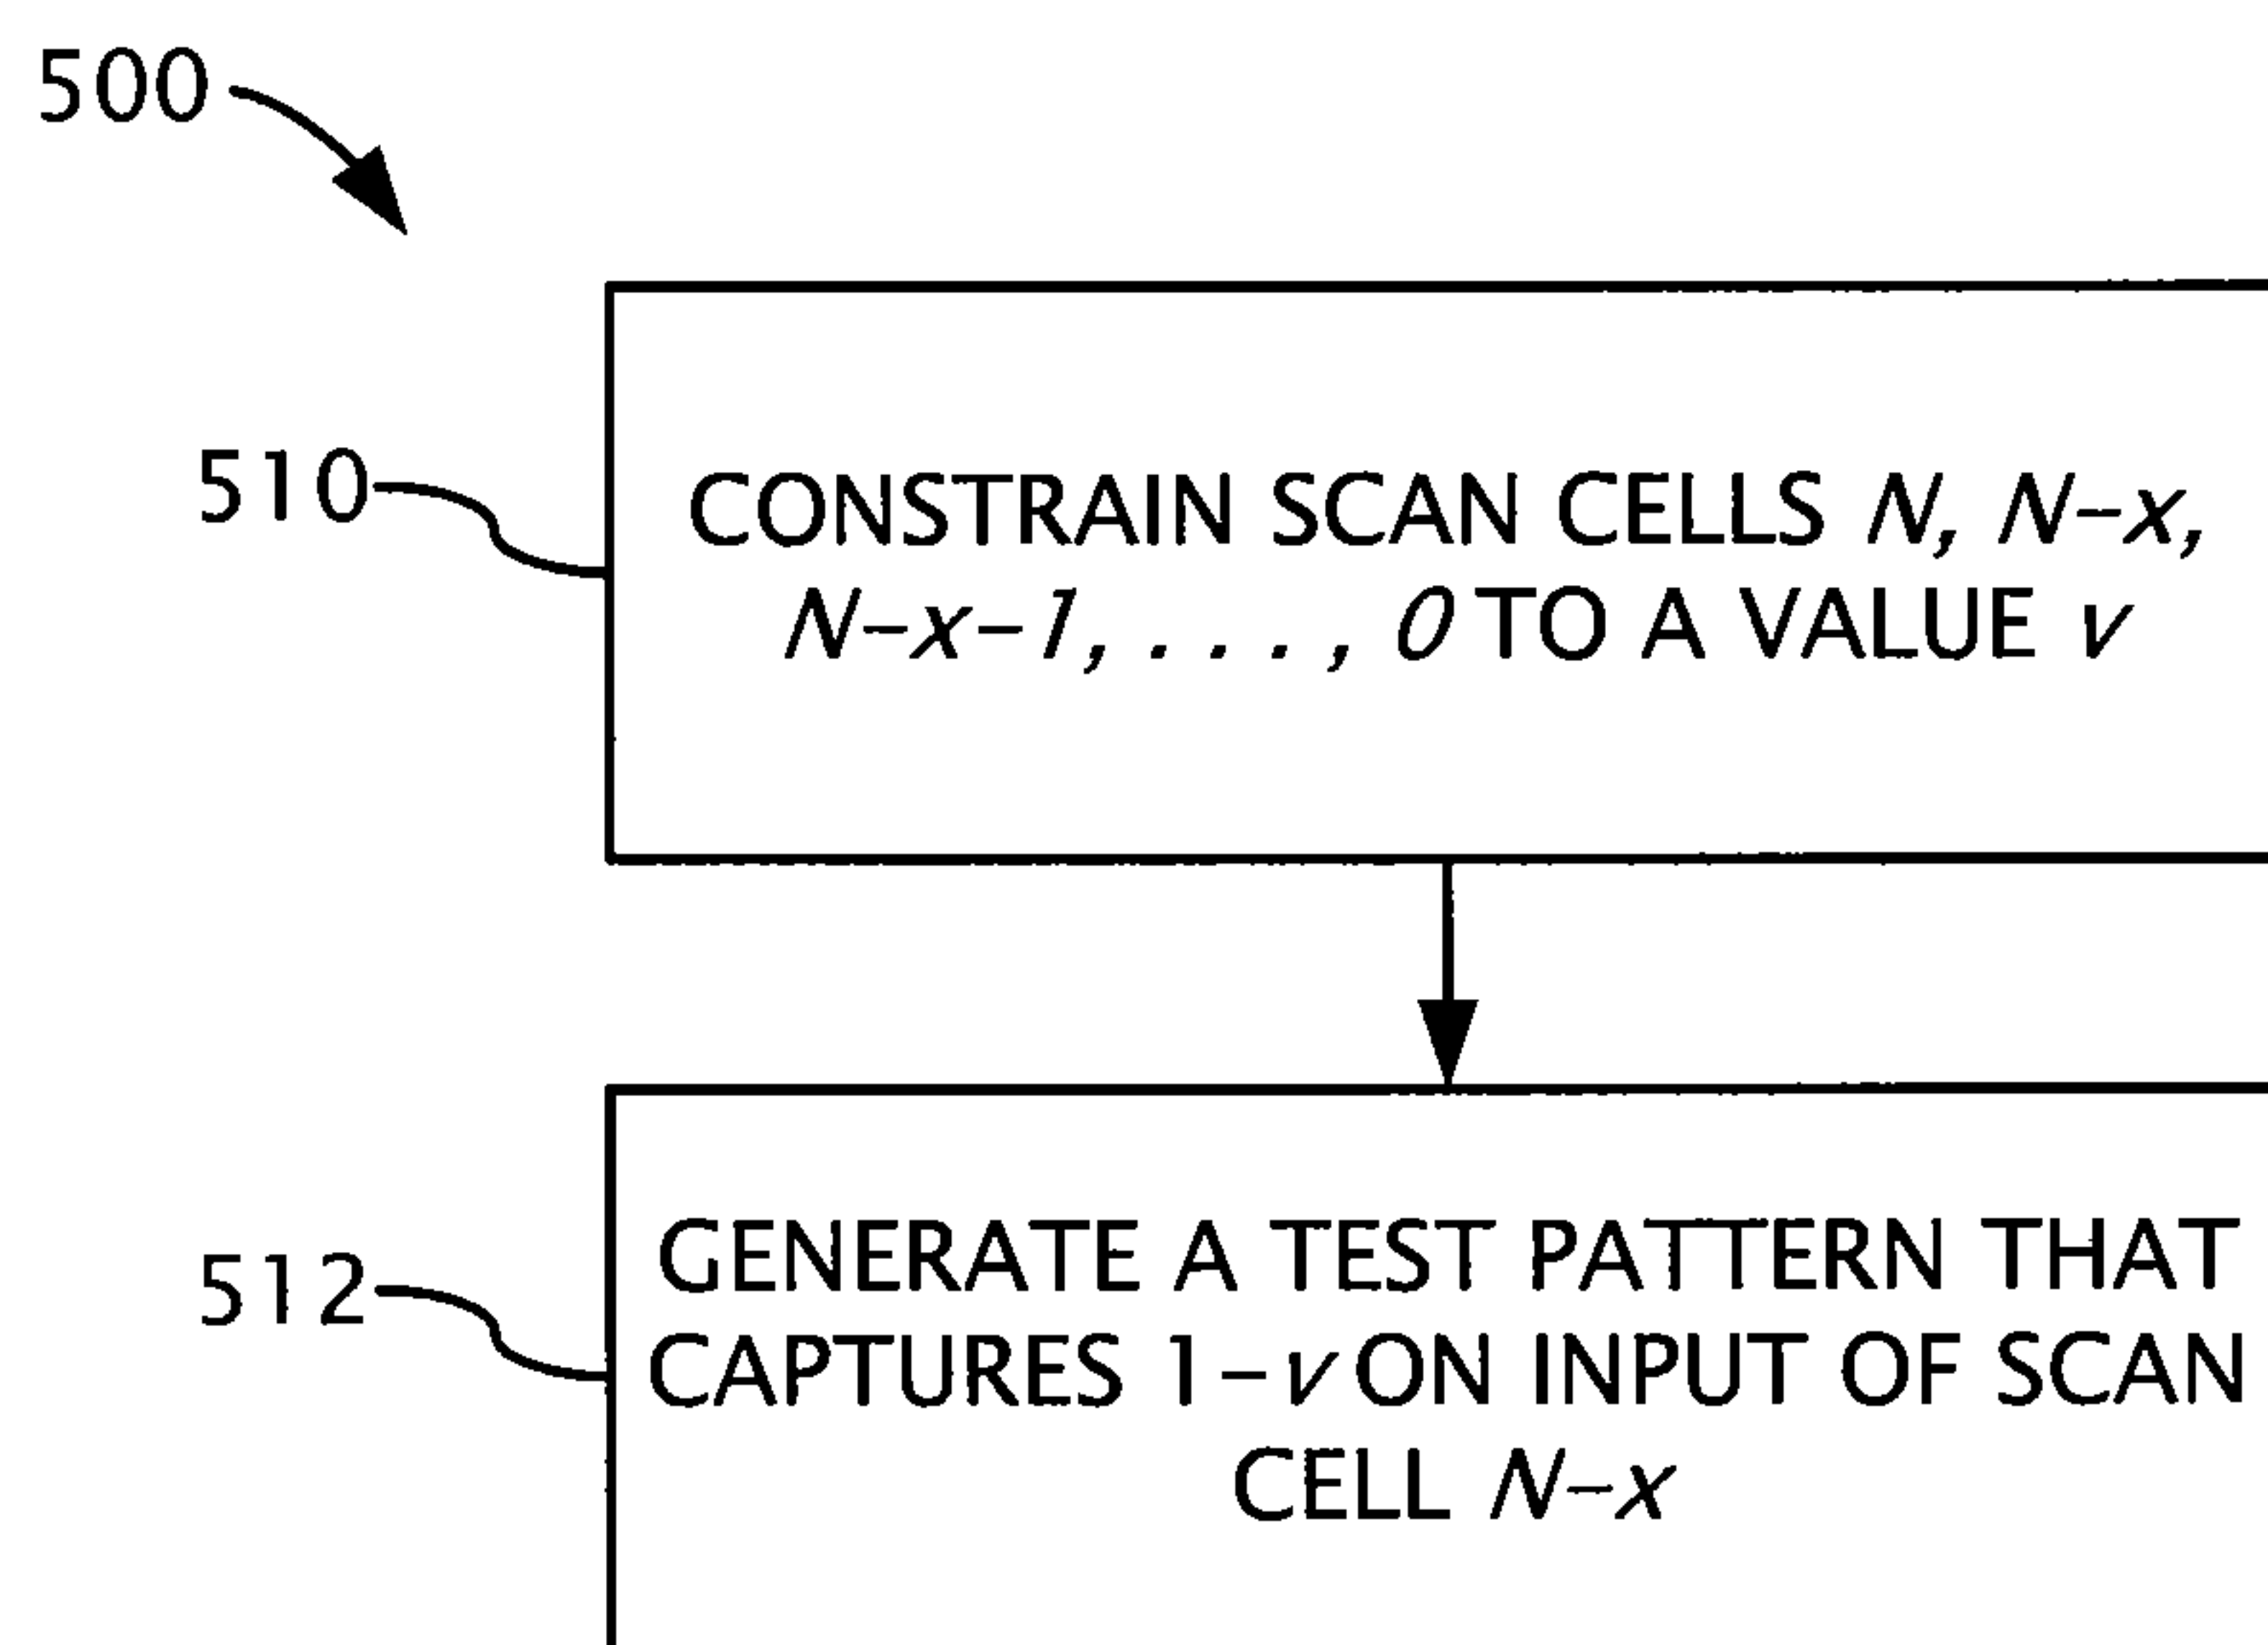 500
510
CONSTRAIN SCAN CELLS N, N–x,
N–x–1, . . . , 0 TO A VALUE v
512
GENERATE A TEST PATTERN THAT
CAPTURES 1–v ON INPUT OF SCAN
CELL N–x